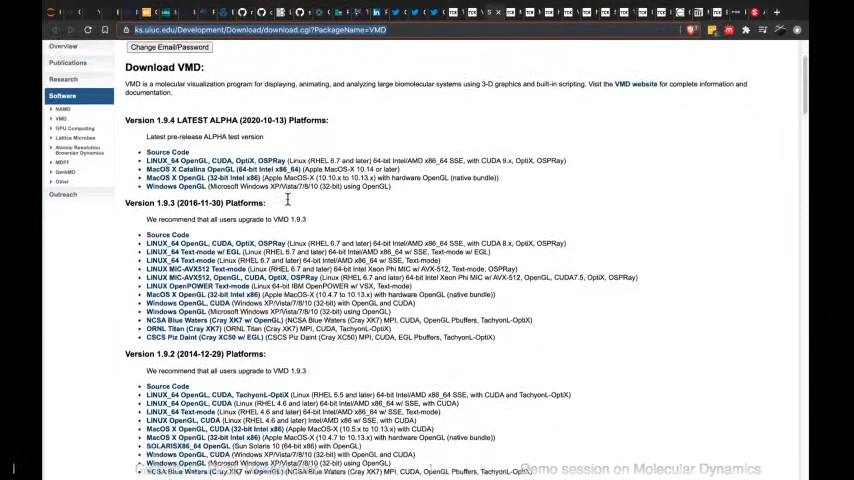 ks.uiuc.edu/Development/Download/download.cgi?PackageName=VMD
Overview
Publications
Research
Software
NAMD
VMD
GPU Computing
Lattice Microbes
Atomic Resolution
Brownian Dynamics
MDFF
QwikMD
Other
Outreach
Change Email/Password
Download VMD:
VMD is a molecular visualization program for displaying, animating, and analyzing large biomolecular systems using 3-D graphics and built-in scripting. Visit the VMD website for complete information and
documentation.
Version 1.9.4 LATEST ALPHA (2020-10-13) Platforms:
Latest pre-release ALPHA test version
Source Code
LINUX_64 OpenGL, CUDA, OptiX, OSPRay (Linux (RHEL 6.7 and later) 64-bit Intel/AMD x86_64 SSE, with CUDA 9.x, OptiX, OSPRay)
MacOS X Catalina OpenGL (64-bit Intel x86_64) (Apple MacOS-X 10.14 or later)
MacOS X OpenGL (32-bit Intel x86) (Apple MacOS-X (10.10.x to 10.13.x) with hardware OpenGL (native bundle))
Windows OpenGL (Microsoft Windows XP/Vista/7/8/10 (32-bit) using OpenGL)
Version 1.9.3 (2016-11-30) Platforms:
We recommend that all users upgrade to VMD 1.9.3
Source Code
LINUX_64 OpenGL, CUDA, OptiX, OSPRay (Linux (RHEL 6.7 and later) 64-bit Intel/AMD x86_64 SSE, with CUDA 8.x, OptiX, OSPRay)
LINUX_64 Text-mode w/ EGL (Linux (RHEL 6.7 and later) 64-bit Intel/AMD x86_64 w/ SSE, Text-mode w/ EGL)
LINUX_64 Text-mode (Linux (RHEL 6.7 and later) 64-bit Intel/AMD x86_64 w/ SSE, Text-mode)
LINUX MIC-AVX512 Text-mode (Linux (RHEL 6.7 and later) 64-bit Intel Xeon Phi MIC w/ AVX-512, Text-mode, OSPRay)
LINUX MIC-AVX512, OpenGL, CUDA, OptiX, OSPRay (Linux (RHEL 6.7 and later) 64-bit Intel/AMD x86_64 w/ AVX-512, OpenGL, CUDA7.5, OptiX, OSPRay)
LINUX OpenPOWER Text-mode (Linux 64-bit IBM OpenPOWER w/ VSX, Text-mode)
MacOS X OpenGL (32-bit Intel x86) (Apple MacOS-X (10.4.7 to 10.13.x) with hardware OpenGL (native bundle))
Windows OpenGL, CUDA (Windows XP/Vista/7/8/10 (32-bit) with OpenGL and CUDA)
Windows OpenGL (Microsoft Windows XP/Vista/7/8/10 (32-bit) using OpenGL)
NCSA Blue Waters (Cray XK7 w/ OpenGL) (NCSA Blue Waters (Cray XK7) MPI, CUDA, OpenGL Pbuffers, TachyonL-OptiX)
ORNL Titan (Cray XK7) (ORNL Titan (Cray XK7) MPI, CUDA, TachyonL-OptiX)
CSCS Piz Daint (Cray XC50 w/ EGL) (CSCS Piz Daint (Cray XC50) MPI, CUDA, EGL Pbuffers, TachyonL-OptiX)
Version 1.9.2 (2014-12-29) Platforms:
We recommend that all users upgrade to VMD 1.9.3
Source Code
LINUX_64 OpenGL, CUDA, TachyonL-OptiX (Linux (RHEL 5.5 and later) 64-bit Intel/AMD x86_64 w/ SSE, with CUDA and TachyonL-OptiX)
LINUX_64 OpenGL, CUDA (Linux (RHEL 4.6 and later) 64-bit Intel/AMD x86_64 w/ SSE, with CUDA)
LINUX_64 Text-mode (Linux (RHEL 4.6 and later) 64-bit Intel/AMD x86_64 w/ SSE, Text-mode)
LINUX OpenGL, CUDA (Linux (RHEL 4.6 and later) 32-bit Intel x86 w/ SSE, with CUDA)
MacOS X OpenGL, CUDA (32-bit Intel x86) (Apple MacOS-X (10.5.x to 10.13.x) with CUDA)
MacOS X OpenGL (32-bit Intel x86) (Apple MacOS-X (10.4.7 to 10.13.x) with hardware OpenGL (native bundle))
SOLARISX86_64 OpenGL (Sun Solaris 10 (64-bit x86) with OpenGL)
Windows OpenGL, CUDA (Windows XP/Vista/7/8/10 (32-bit) with OpenGL and CUDA)
Windows OpenGL (Microsoft Windows XP/Vista/7/8/10 (32-bit) using OpenGL)
NCSA Blue Waters (Cray XK7 w/ OpenGL) (NCSA Blue Waters (Cray XK7) MPI, CUDA, OpenGL Pbuffers, TachyonL-OptiX)
Demo session on Molecular Dynamics